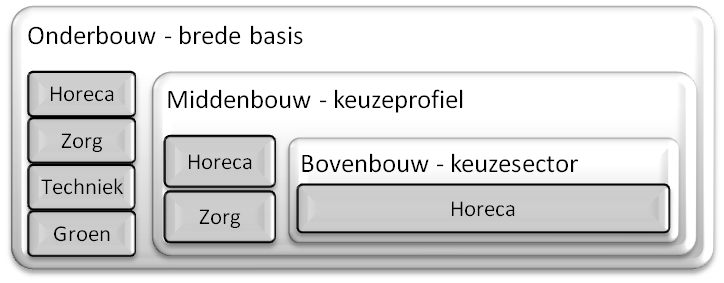 Onderbouw - brede basis
Horeca
Zorg
Techniek
Groen
Middenbouw - keuzeprofiel
Horeca
Zorg
Bovenbouw - keuzesector
Horeca